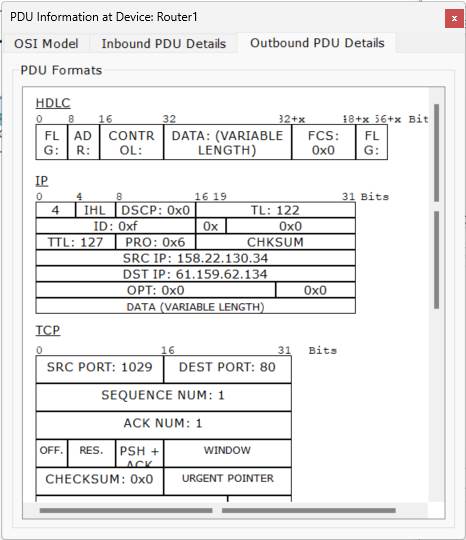 PDU Information at Device: Router1
x
OSI Model Inbound PDU Details Outbound PDU Details
PDU Formats
HDLC
0 8 16 32 32+x 48+x 56+x Bit
FL
G:
AD
R:
CONTR
OL:
DATA: (VARIABLE
LENGTH)
FCS:
0x0
FL
G:
IP
0 4 8 16 19 31 Bits
4 IHL DSCP: 0x0 TL: 122
ID: 0xf 0x 0x0
TTL: 127 PRO: 0x6 CHKSUM
SRC IP: 158.22.130.34
DST IP: 61.159.62.134
OPT: 0x0 0x0
DATA (VARIABLE LENGTH)
TCP
0 16 31 Bits
SRC PORT: 1029 DEST PORT: 80
SEQUENCE NUM: 1
ACK NUM: 1
OFF. RES. PSH +
ACK
WINDOW
CHECKSUM: 0x0 URGENT POINTER